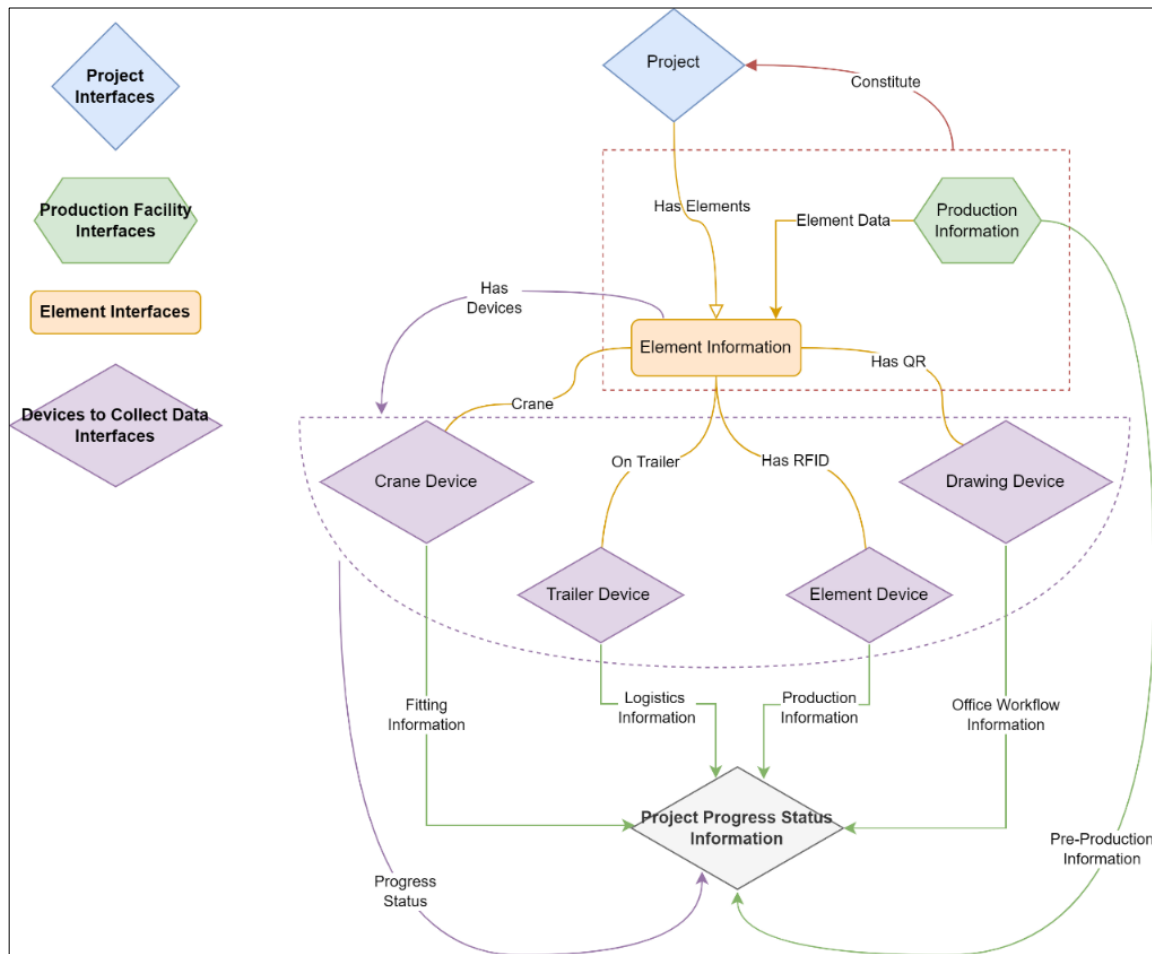 Project
Interfaces
Production Facility
Interfaces
Element Interfaces
Devices to Collect Data
Interfaces
Project
Constitute
Has Elements
Element Data
Production
Information
Has
Devices
Element Information
Has QR
Crane
Crane Device
On Trailer
Has RFID
Drawing Device
Trailer Device
Element Device
Fitting
Information
Logistics
Information
Production
Information
Office Workflow
Information
Project Progress Status
Information
Pre-Production
Information
Progress
Status